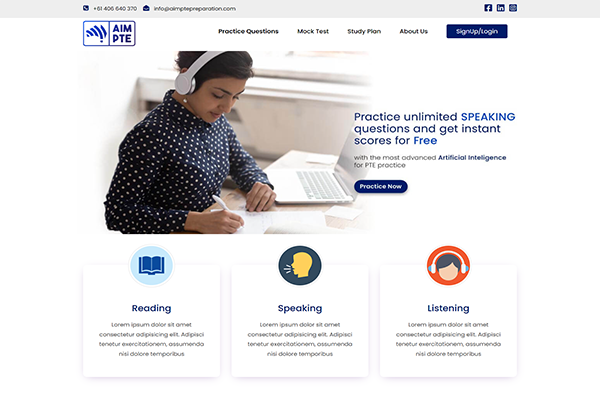 +61 406 640 370 info@aimptepreparation.com
AIM
PTE
Practice Questions Mock Test Study Plan About Us SignUp/Login
Practice unlimited SPEAKING
questions and get instant
scores for Free
with the most advanced Artificial Inteligence
for PTE practice
Practice Now
Reading
Lorem ipsum dolor sit amet
consectetur adipisicing elit. Adipisci
tenetur exercitationem, assumenda
nisi dolore temporibus
Speaking
Lorem ipsum dolor sit amet
consectetur adipisicing elit. Adipisci
tenetur exercitationem, assumenda
nisi dolore temporibus
Listening
Lorem ipsum dolor sit amet
consectetur adipisicing elit. Adipisci
tenetur exercitationem, assumenda
nisi dolore temporibus